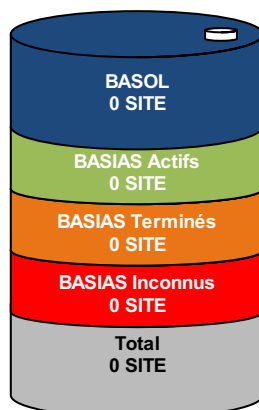 BASOL
0 SITE
BASIAS Actifs
0 SITE
BASIAS Terminés
0 SITE
BASIAS Inconnus
0 SITE
Total
0 SITE